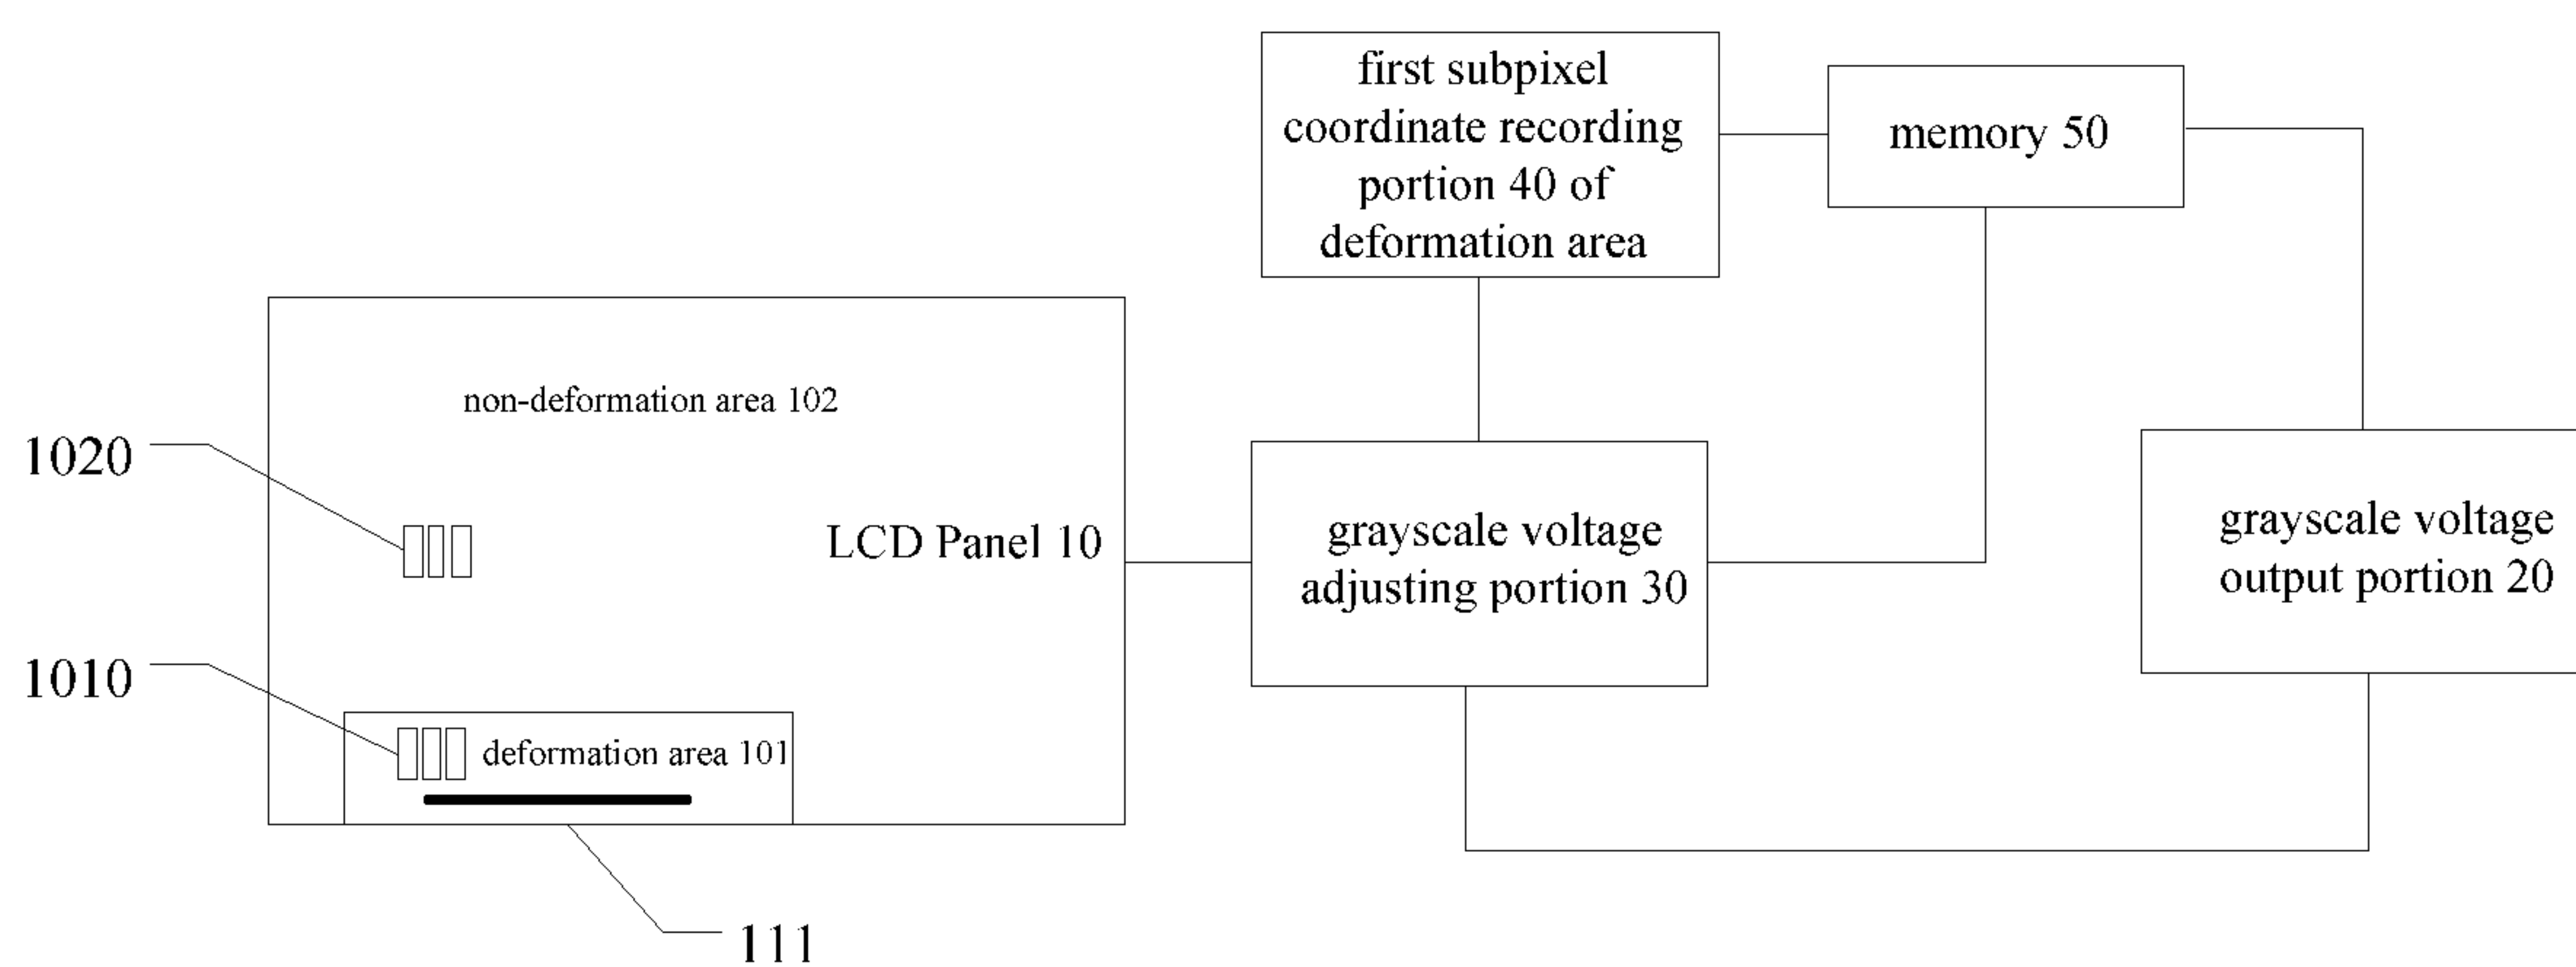 first subpixel
coordinate recording
portion 40 of
deformation area
memory 50
non-deformation area 102
1020
LCD Panel 10
grayscale voltage
adjusting portion 30
grayscale voltage
output portion 20
1010
deformation area 101
111